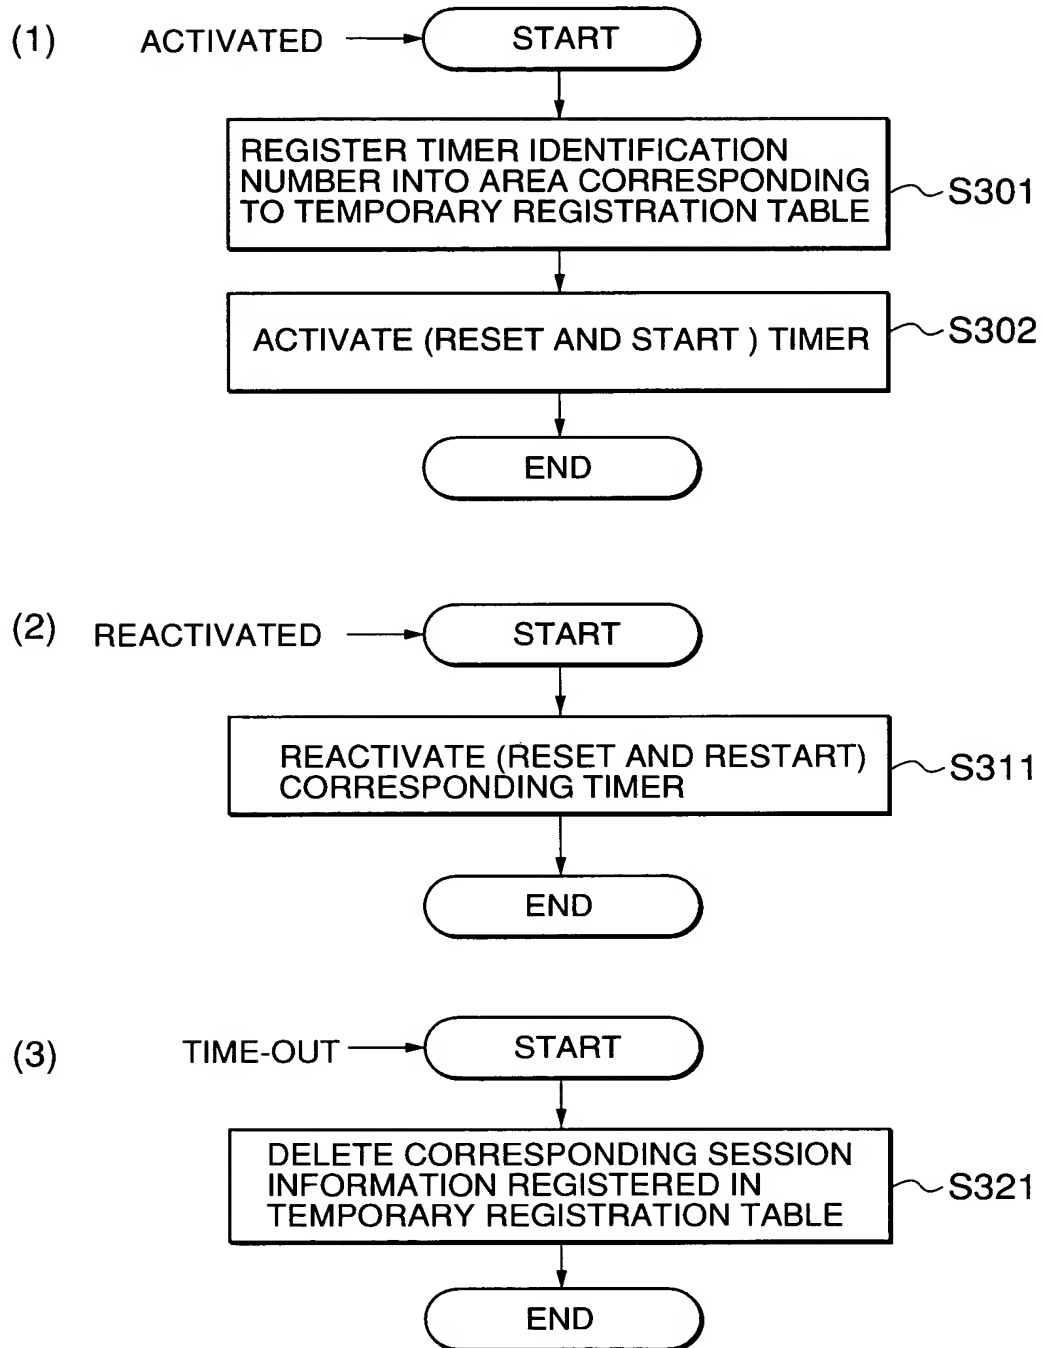 (1) ACTIVATED START
REGISTER TIMER IDENTIFICATION
NUMBER INTO AREA CORRESPONDING
TO TEMPORARY REGISTRATION TABLE
S301
ACTIVATE (RESET AND START ) TIMER
S302
END
(2) REACTIVATED START
REACTIVATE (RESET AND RESTART)
CORRESPONDING TIMER
S311
END
(3) TIME-OUT START
DELETE CORRESPONDING SESSION
INFORMATION REGISTERED IN
TEMPORARY REGISTRATION TABLE
S321
END